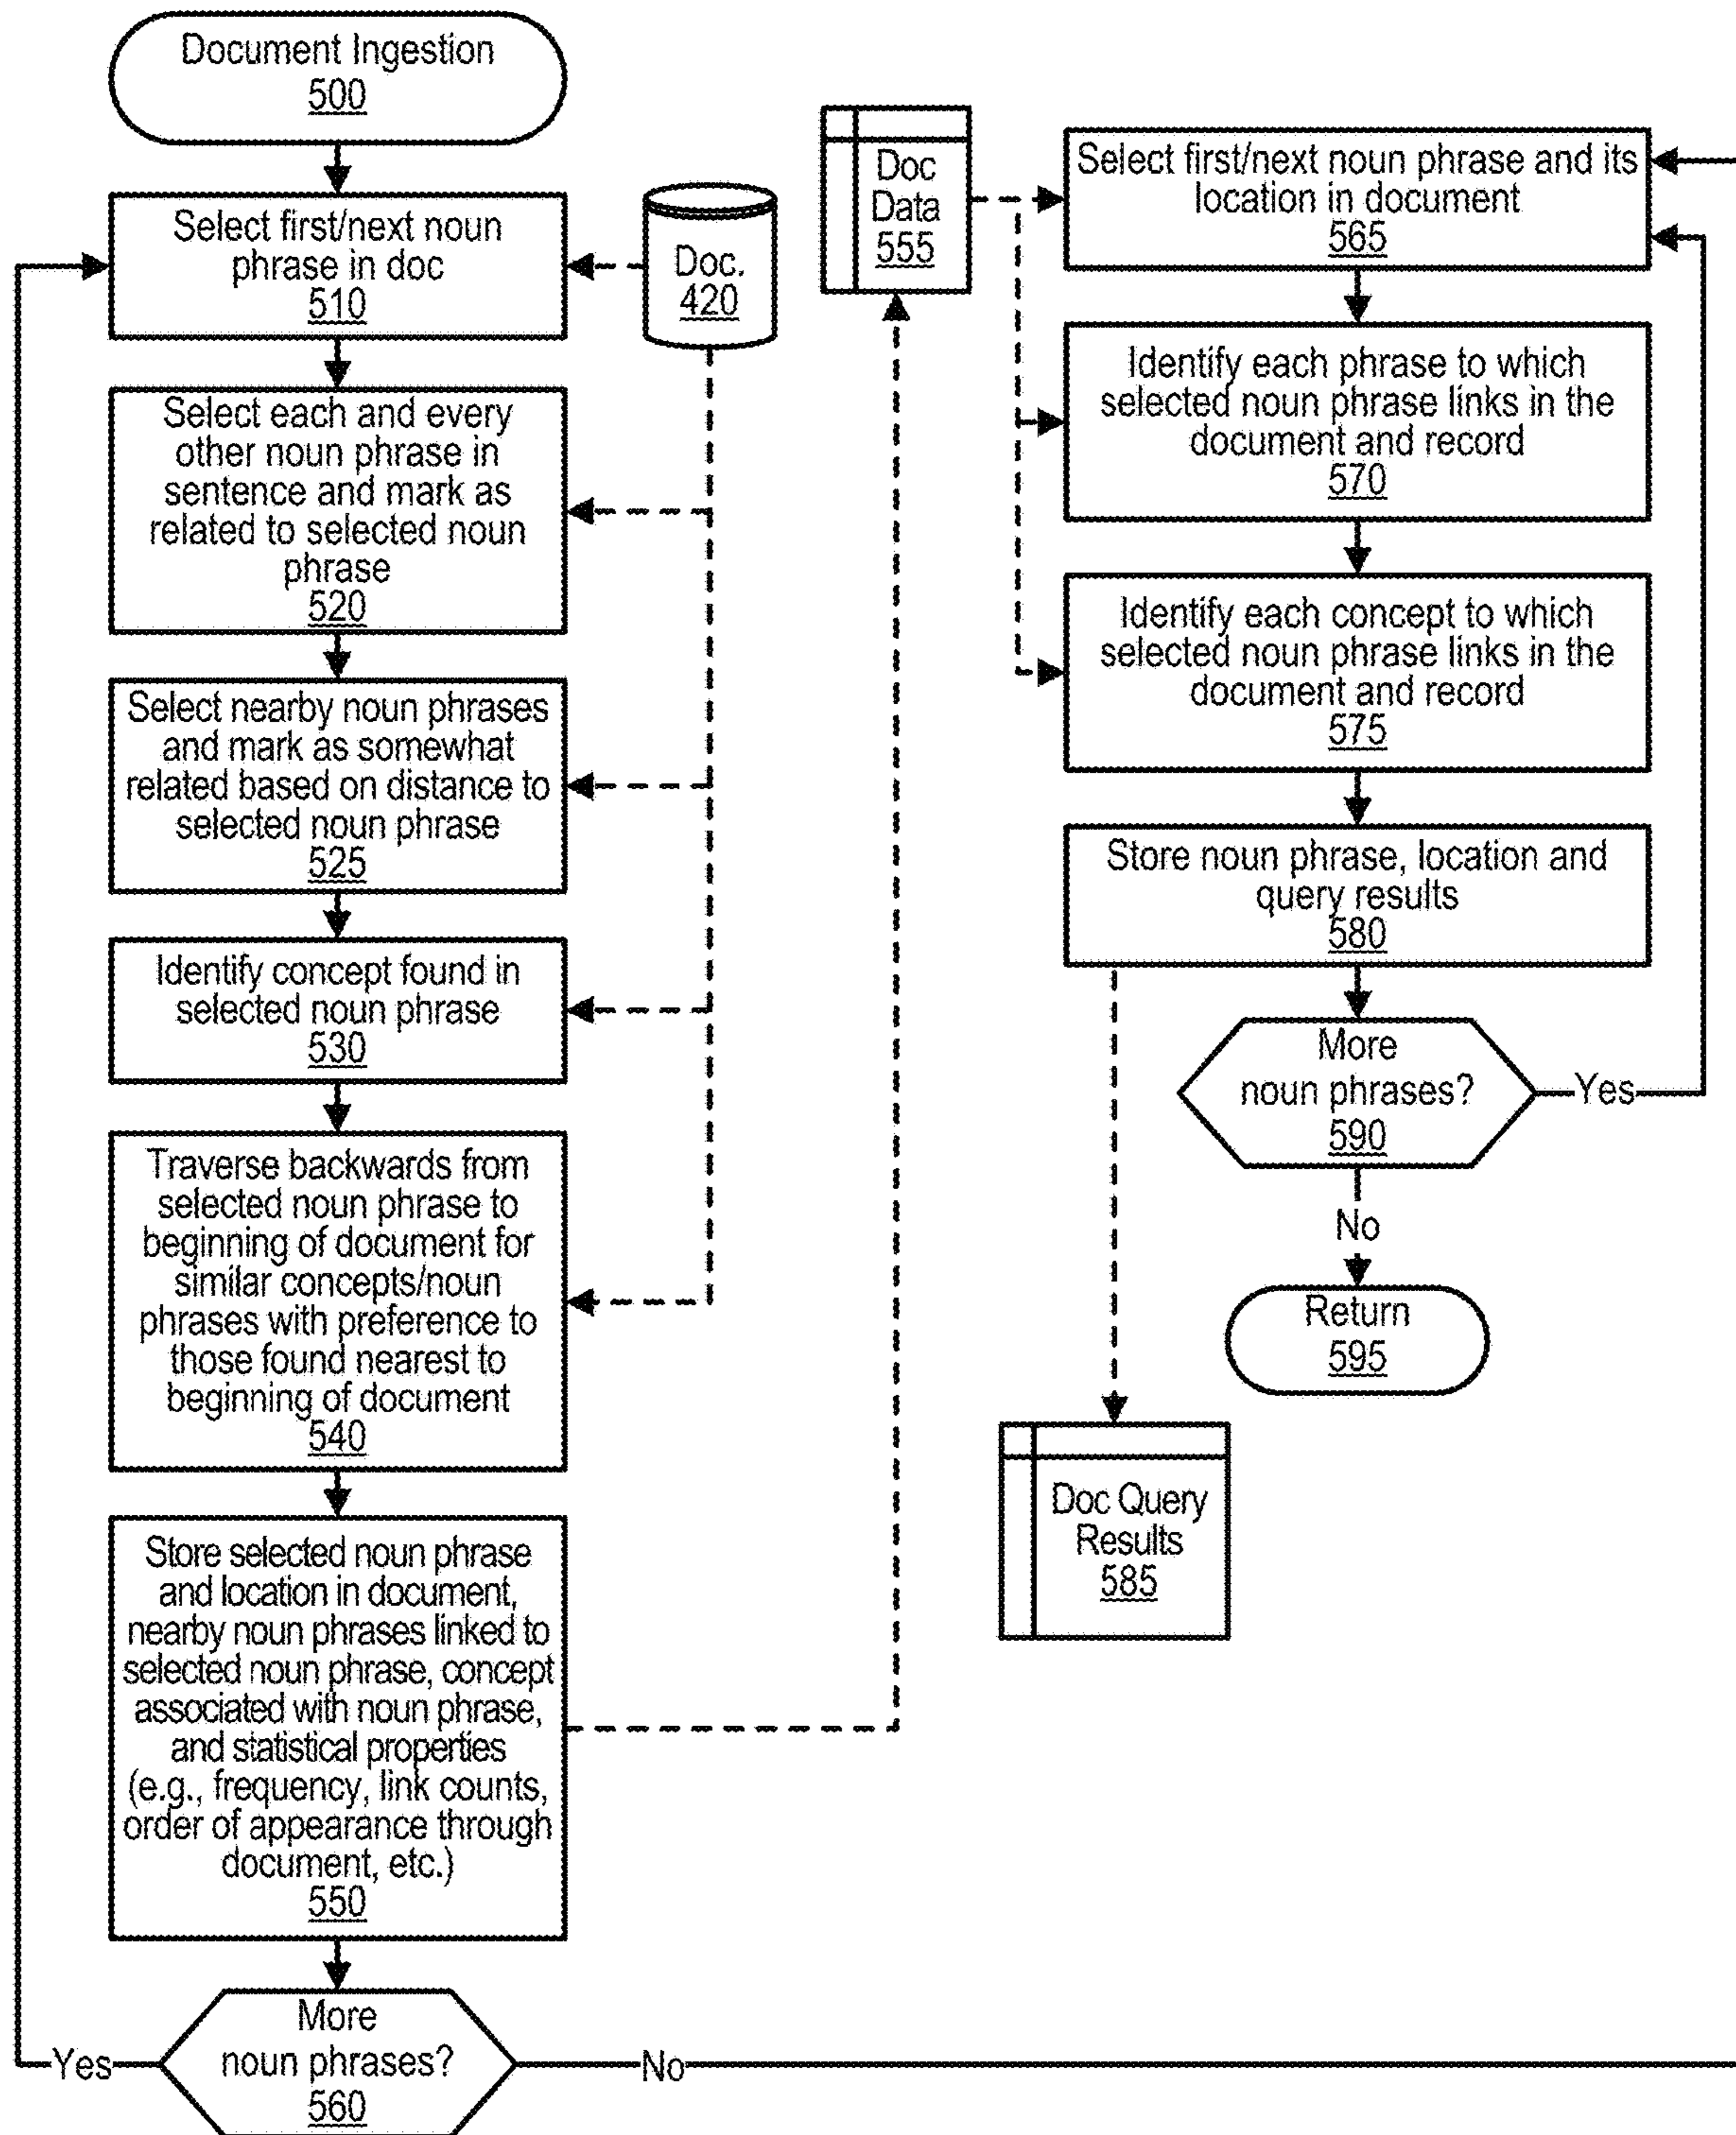 Document Ingestion
500
Select first/next noun
phrase in doc
510
Doc.
420
Select each and every
other noun phrase in
sentence and mark as
related to selected noun
phrase
520
Select nearby noun phrases
and mark as somewhat
related based on distance to
selected noun phrase
525
Identify concept found in
selected noun phrase
530
Traverse backwards from
selected noun phrase to
beginning of document for
similar concepts/noun
phrases with preference to
those found nearest to
beginning of document
540
Store selected noun phrase
and location in document,
nearby noun phrases linked to
selected noun phrase, concept
associated with noun phrase,
and statistical properties
(e.g., frequency, link counts,
order of appearance through
document, etc.)
550
More
noun phrases?
560
Yes
No
Doc
Data
555
Select first/next noun phrase and its
location in document
565
Identify each phrase to which
selected noun phrase links in the
document and record
570
Identify each concept to which
selected noun phrase links in the
document and record
575
Store noun phrase, location and
query results
580
More
noun phrases?
590
Yes
No
Return
595
Doc Query
Results
585